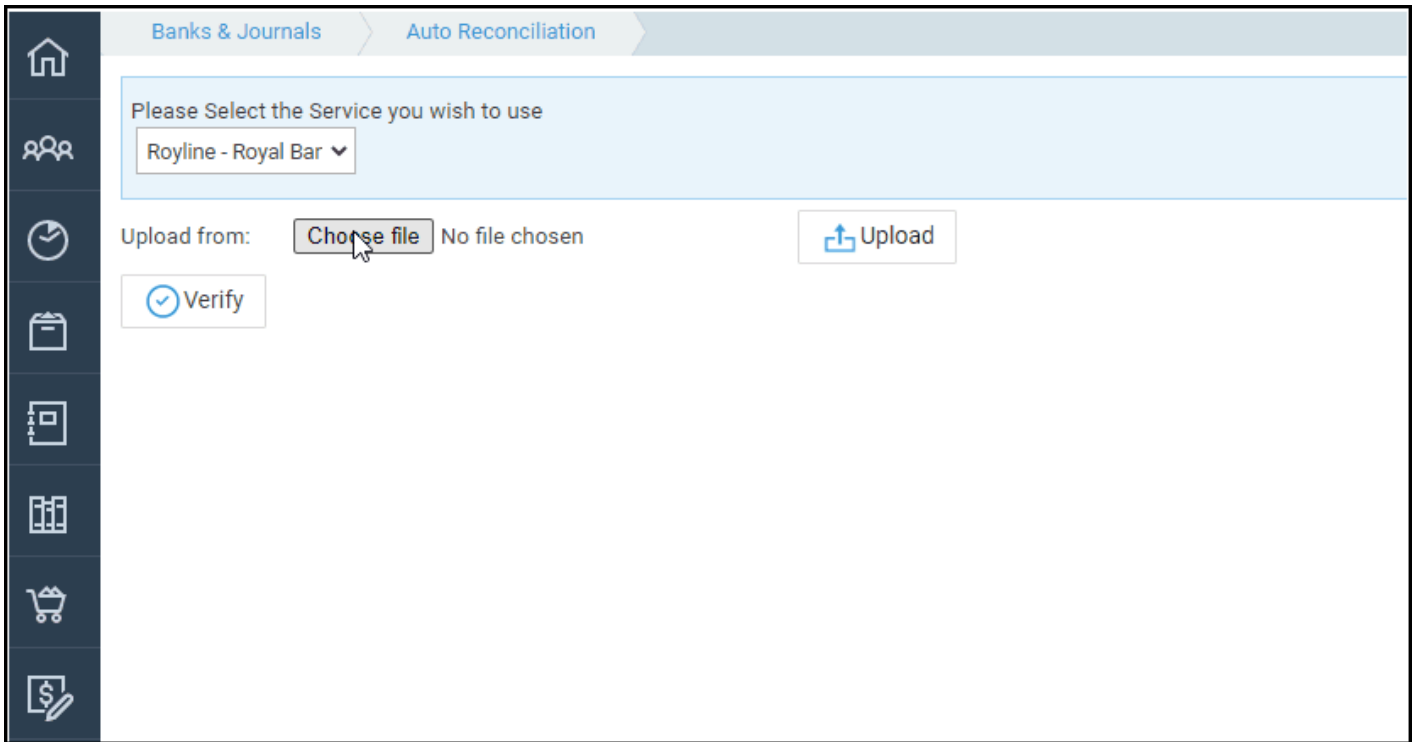 Banks & Journals Auto Reconciliation
Please Select the Service you wish to use
Royline - Royal Bar
Upload from: Choose file No file chosen Upload
Verify